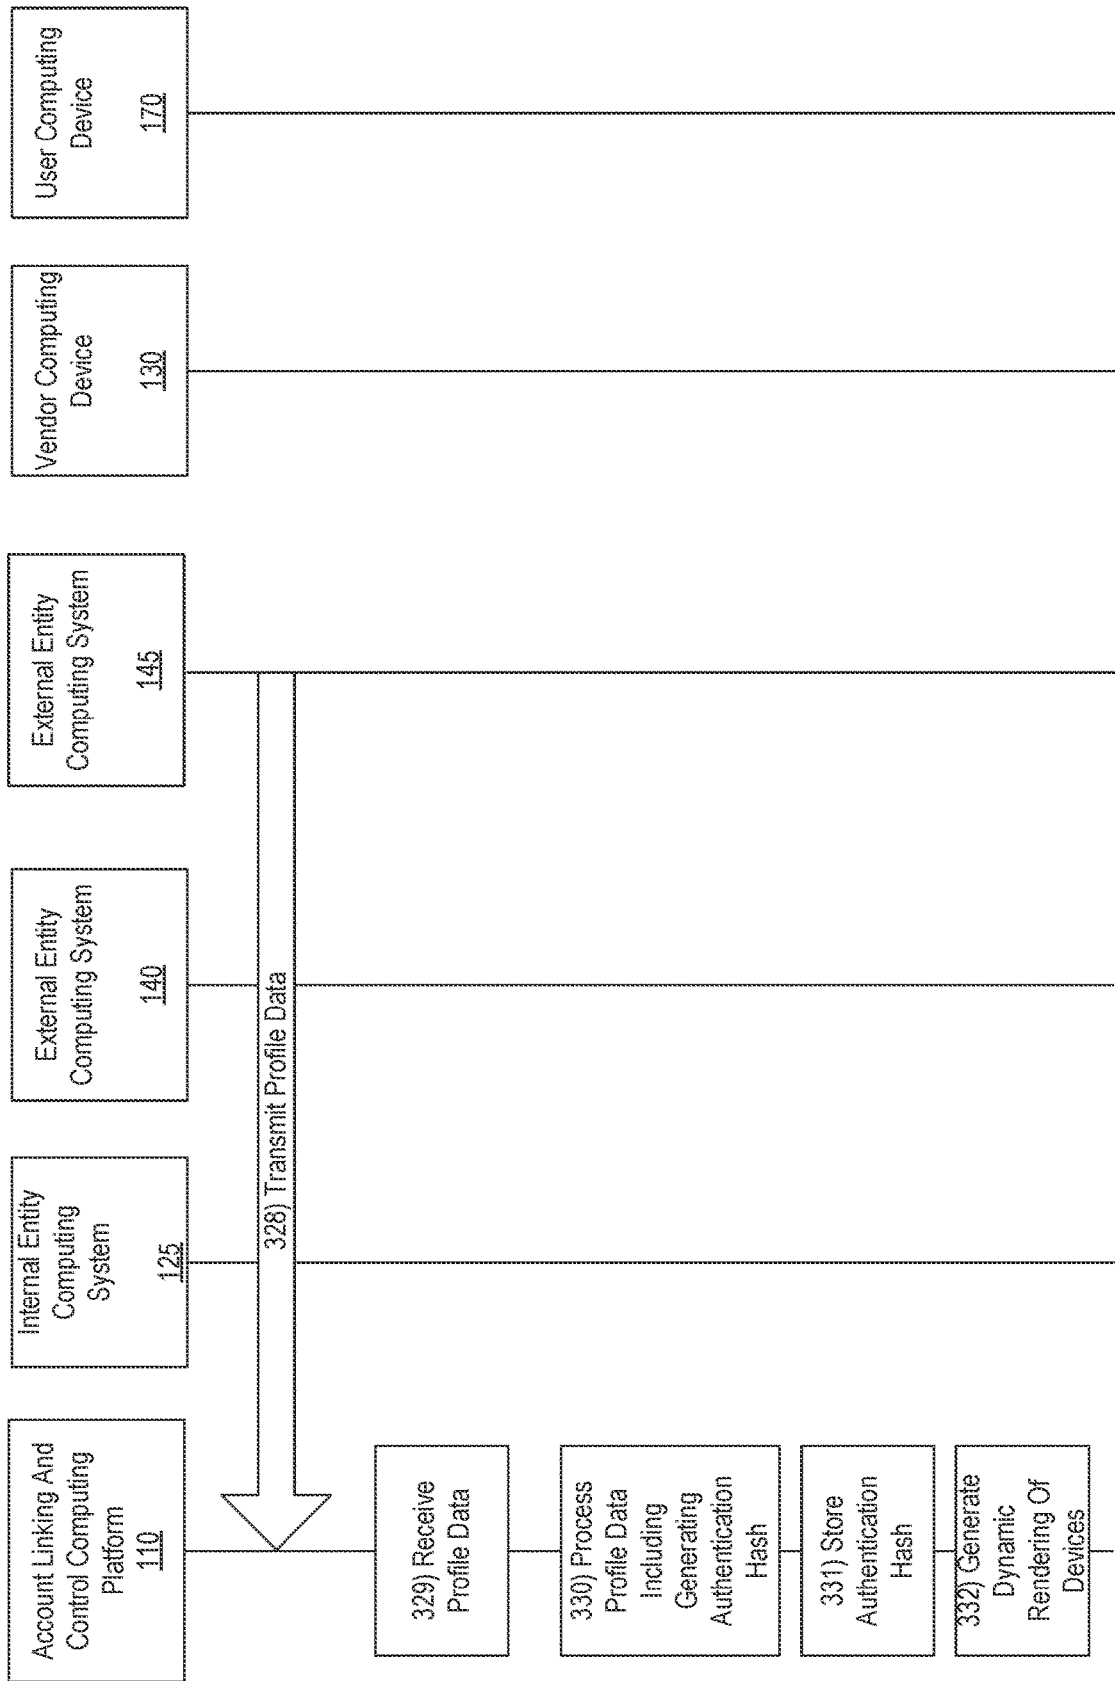 Account Linking And
Control Computing
Platform
110
Internal Entity
Computing
System
125
External Entity
Computing System
140
External Entity
Computing System
145
Vendor Computing
Device
130
User Computing
Device
170
328) Transmit Profile Data
329) Receive
Profile Data
330) Process
Profile Data
Including
Generating
Authentication
Hash
331) Store
Authentication
Hash
332) Generate
Dynamic
Rendering Of
Devices